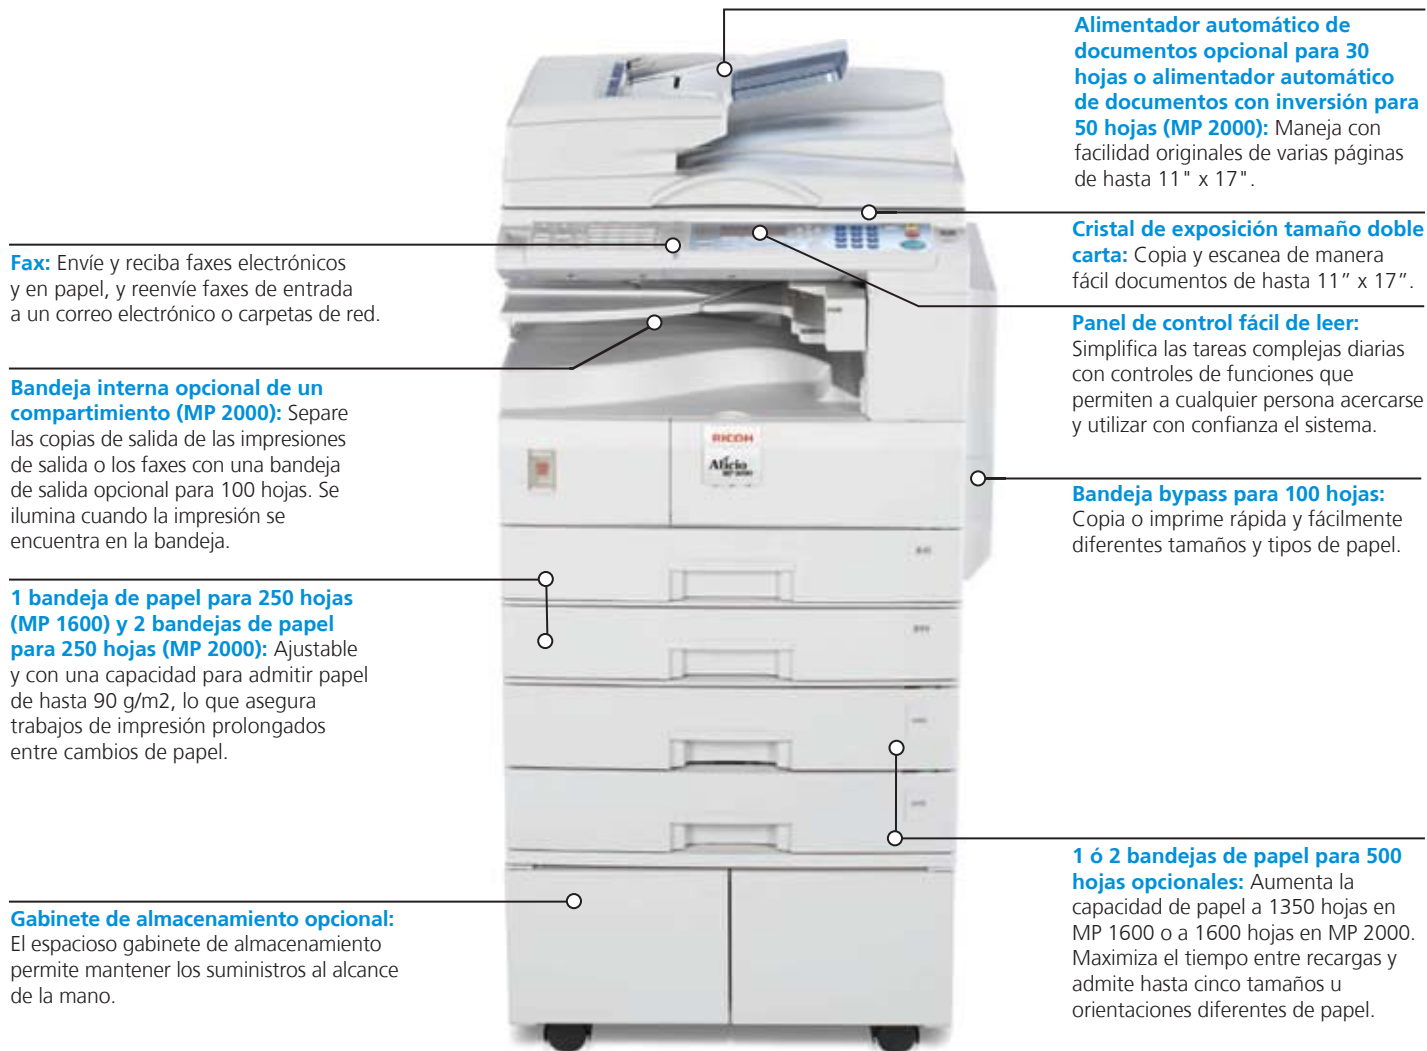 Alimentador automático de
documentos opcional para 30
hojas o alimentador automático
de documentos con inversión para
50 hojas (MP 2000): Maneja con
facilidad originales de varias páginas
de hasta 11" x 17".
Cristal de exposición tamaño doble
carta: Copia y escanea de manera
fácil documentos de hasta 11” x 17”.
Panel de control fácil de leer:
Simplifica las tareas complejas diarias
con controles de funciones que
permiten a cualquier persona acercarse
y utilizar con confianza el sistema.
Bandeja bypass para 100 hojas:
Copia o imprime rápida y fácilmente
diferentes tamaños y tipos de papel.
1 ó 2 bandejas de papel para 500
hojas opcionales: Aumenta la
capacidad de papel a 1350 hojas en
MP 1600 o a 1600 hojas en MP 2000.
Maximiza el tiempo entre recargas y
admite hasta cinco tamaños u
orientaciones diferentes de papel.
Fax: Envíe y reciba faxes electrónicos
y en papel, y reenvíe faxes de entrada
a un correo electrónico o carpetas de red.
Bandeja interna opcional de un
compartimiento (MP 2000): Separe
las copias de salida de las impresiones
de salida o los faxes con una bandeja
de salida opcional para 100 hojas. Se
ilumina cuando la impresión se
encuentra en la bandeja.
1 bandeja de papel para 250 hojas
(MP 1600) y 2 bandejas de papel
para 250 hojas (MP 2000): Ajustable
y con una capacidad para admitir papel
de hasta 90 g/m2, lo que asegura
trabajos de impresión prolongados
entre cambios de papel.
Gabinete de almacenamiento opcional:
El espacioso gabinete de almacenamiento
permite mantener los suministros al alcance
de la mano.
RICOH
Aficio